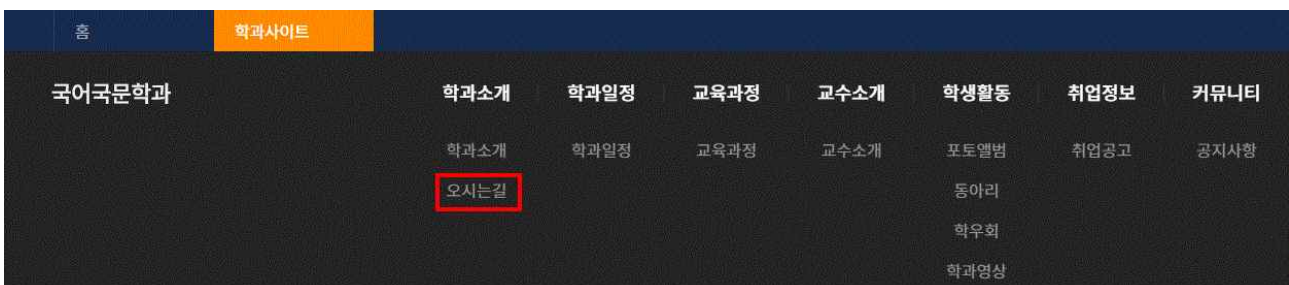 홈 학과사이트
국어국문학과 학과소개 학과일정 교육과정 교수소개 학생활동 취업정보 커뮤니티
학과소개 학과일정 교육과정 교수소개 포토앨범 취업공고 공지사항
오시는길 동아리
학우회
학과영상